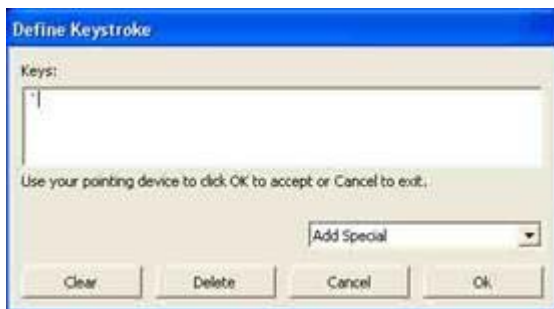 Define Keystroke
Keys:
`
Use your pointing device to click OK to accept or Cancel to exit.
Add Special
Clear Delete Cancel Ok